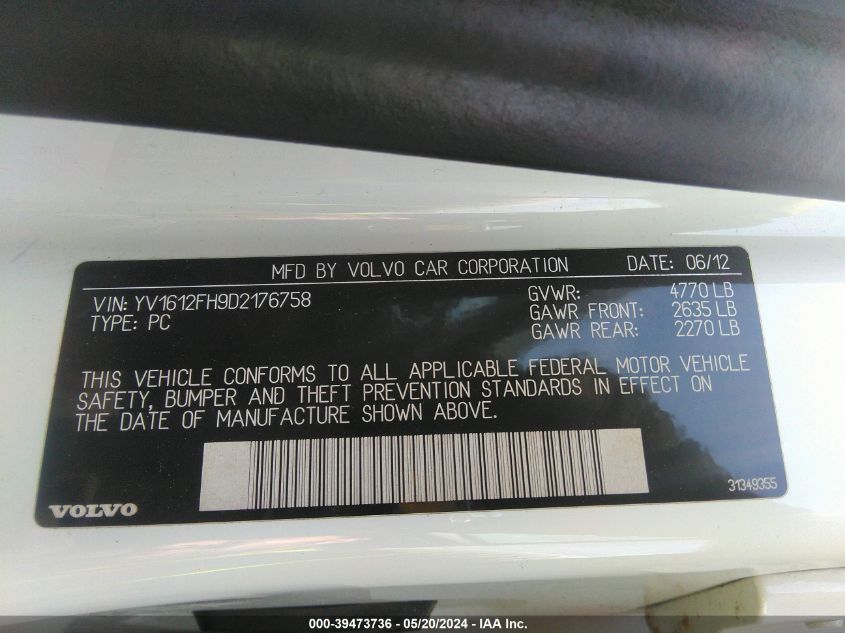 MFD BY VOLVO CAR CORPORATION DATE: 06/12
VIN: YV1612FH9D2176758 GVWR: 4770 LB
TYPE: PC GAWR FRONT: 2635 LB
GAWR REAR: 2270 LB
THIS VEHICLE CONFORMS TO ALL APPLICABLE FEDERAL MOTOR VEHICLE
SAFETY, BUMPER AND THEFT PREVENTION STANDARDS IN EFFECT ON
THE DATE OF MANUFACTURE SHOWN ABOVE.
VOLVO 31349355
000-39473736 - 05/20/2024 - IAA Inc.